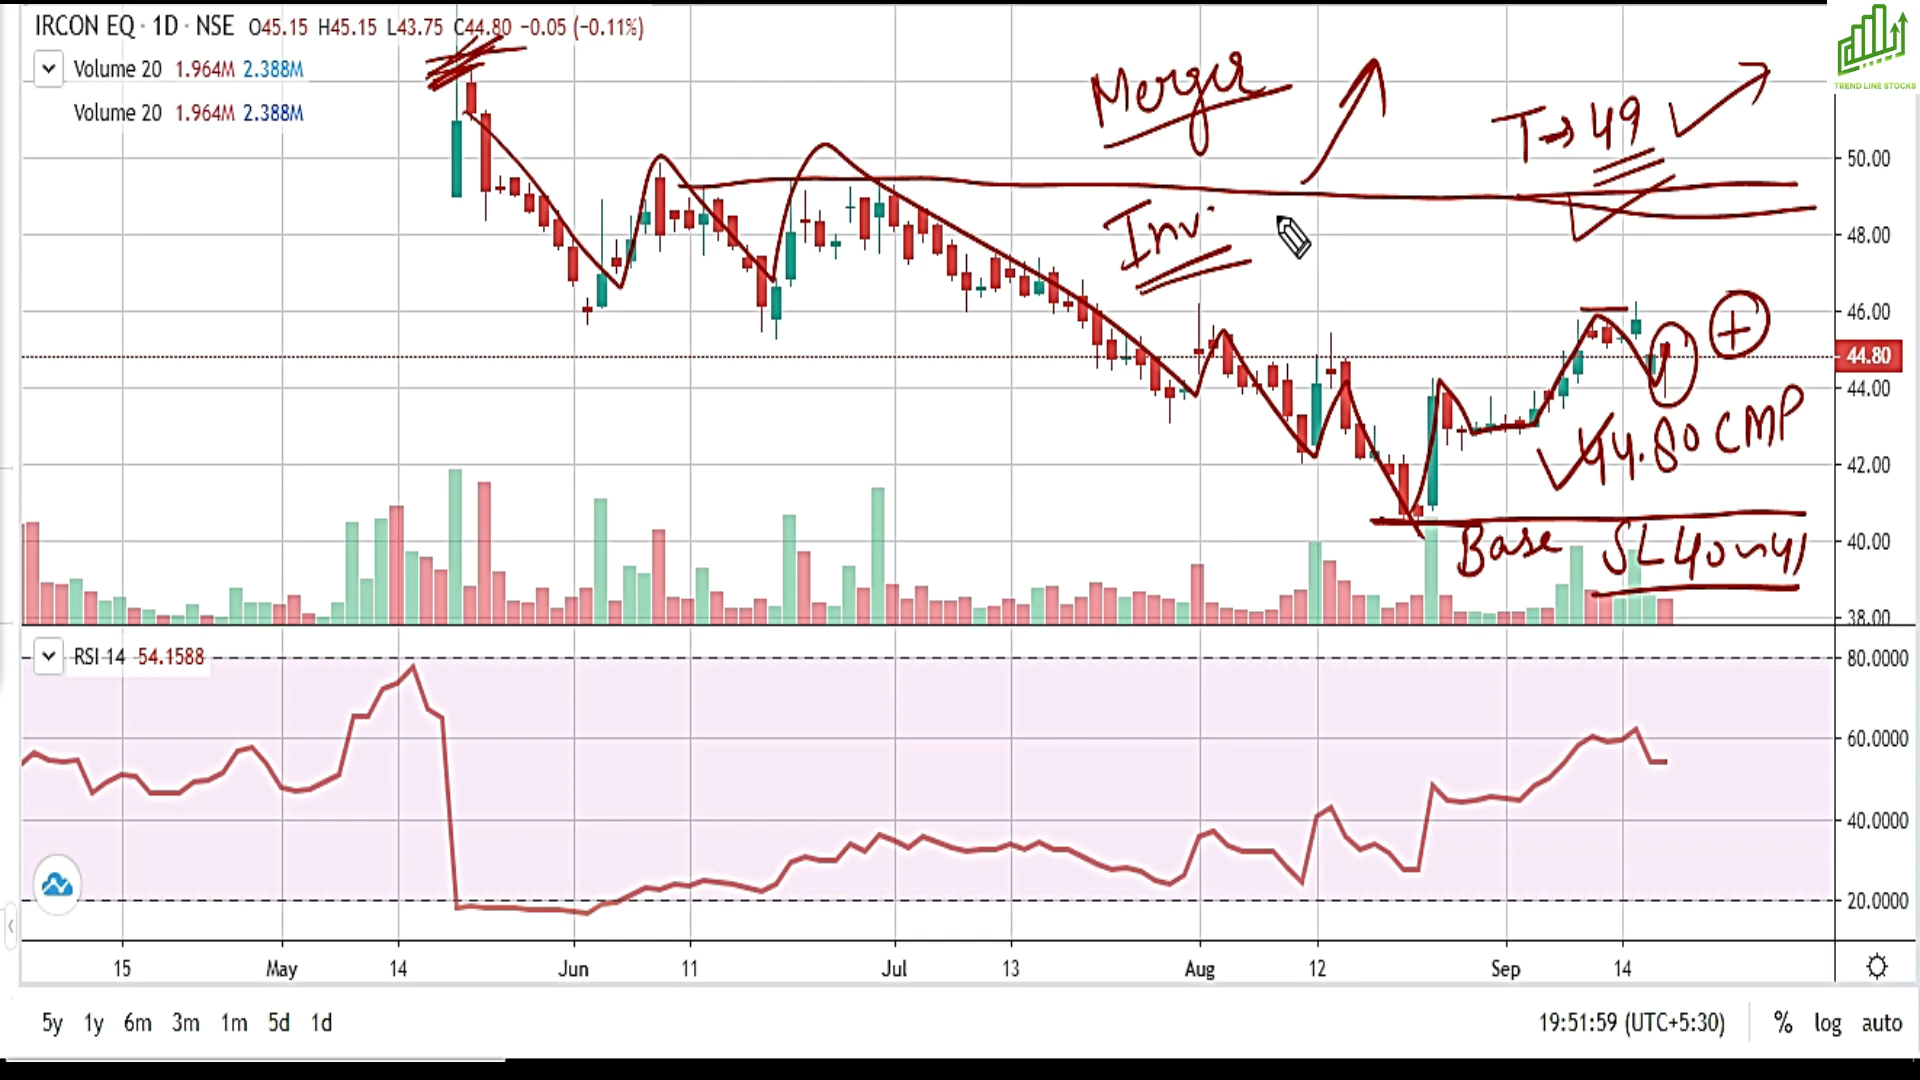 IRCON EQ · 1D · NSE O45.15 H45.15 L43.75 C44.80 −0.05 (−0.11%)
Volume 20 1.964M 2.388M
Volume 20 1.964M 2.388M
TREND LINE STOCKS
Merger
T→ 49
Inv
50.00
48.00
46.00
44.80
44.00
42.00
40.00
38.00
44.80 CMP
Base SL 40~41
RSI 14 54.1588
80.0000
60.0000
40.0000
20.0000
15 May 14 Jun 11 Jul 13 Aug 12 Sep 14
5y 1y 6m 3m 1m 5d 1d 19:51:59 (UTC+5:30) % log auto